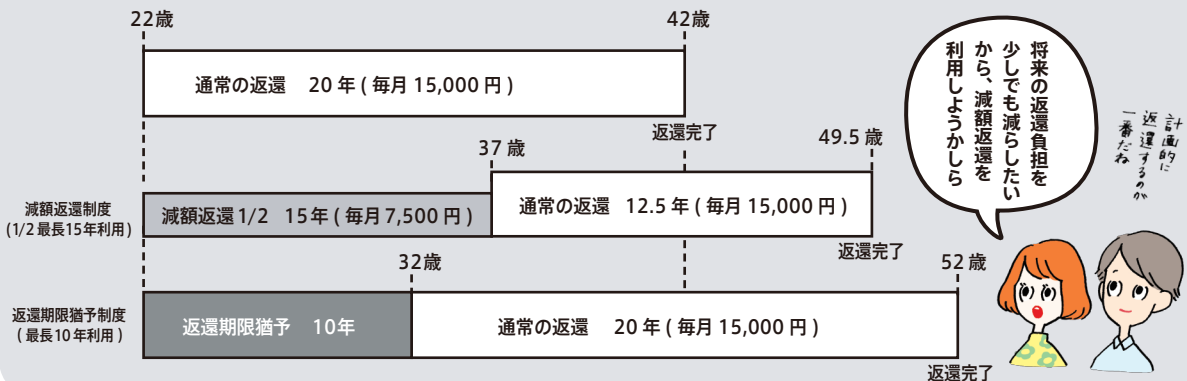 22歳
42歳
通常の返還 20年(毎月15,000円)
返還完了
37歳
49.5歳
減額返還制度
(1/2最長15年利用)
減額返還1/2 15年(毎月7,500円)
通常の返還 12.5年(毎月15,000円)
返還完了
32歳
52歳
返還期限猶予制度
(最長10年利用)
返還期限猶予 10年
通常の返還 20年(毎月15,000円)
返還完了
将来の返還負担を
少しでも減らしたい
から、減額返還を
利用しようかしら
計画的に
返還するのが
一番だね